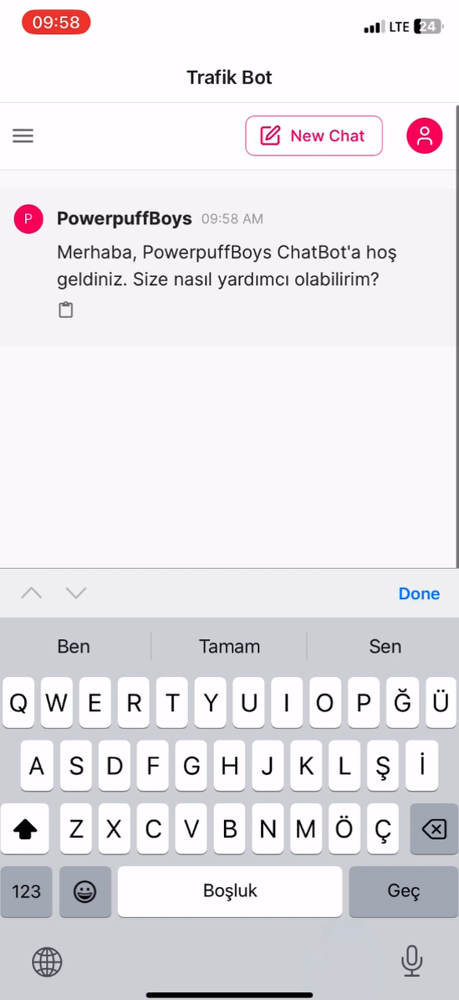 09:58
LTE 24
Trafik Bot
New Chat
P PowerpuffBoys 09:58 AM
Merhaba, PowerpuffBoys ChatBot'a hoş
geldiniz. Size nasıl yardımcı olabilirim?
Done
Ben Tamam Sen
Q W E R T Y U I O P Ğ Ü
A S D F G H J K L Ş İ
Z X C V B N M Ö Ç
123 Boşluk Geç